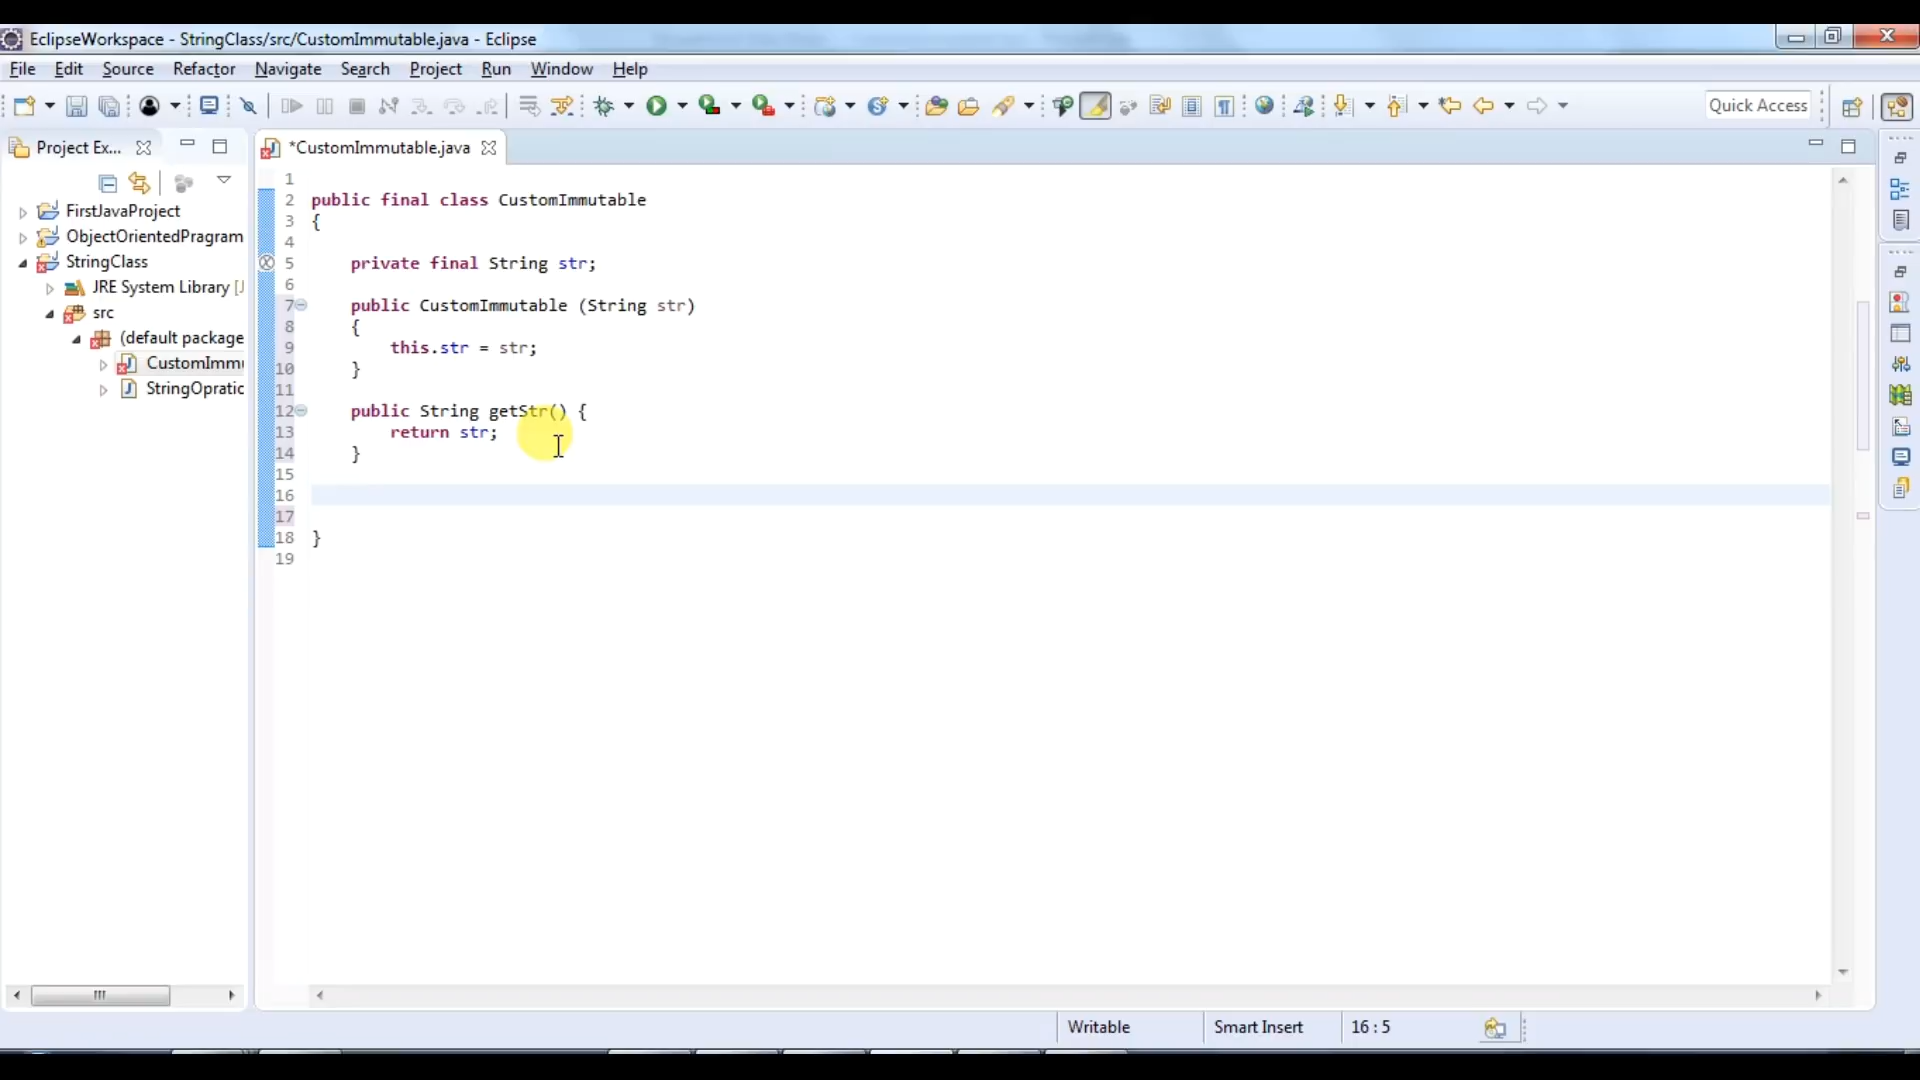 EclipseWorkspace - StringClass/src/CustomImmutable.java - Eclipse
File Edit Source Refactor Navigate Search Project Run Window Help
Quick Access
Project Ex...
*CustomImmutable.java
FirstJavaProject
ObjectOrientedPragram
StringClass
JRE System Library [J
src
(default package
CustomImmu
StringOpratic
1
2 public final class CustomImmutable
3 {
4
5 private final String str;
6
7 public CustomImmutable (String str)
8 {
9 this.str = str;
10 }
11
12 public String getStr() {
13 return str;
14 }
15
16
17
18 }
19
Writable
Smart Insert
16 : 5